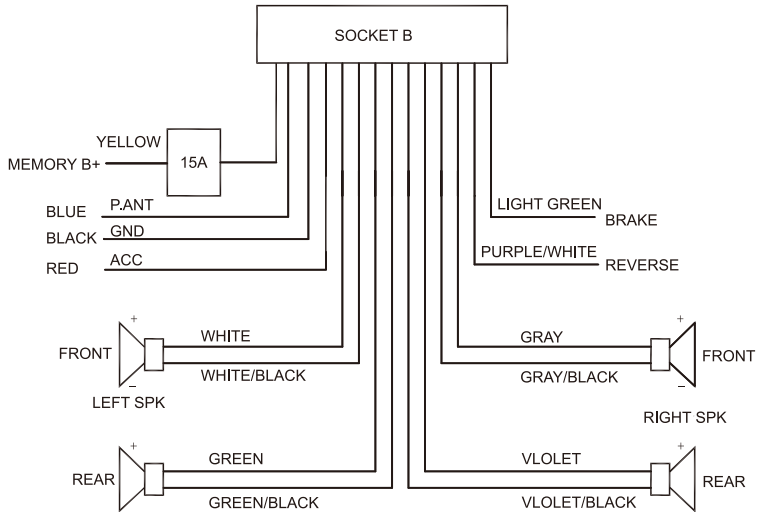 SOCKET B
YELLOW
MEMORY B+
15A
BLUE
P.ANT
BLACK
GND
RED
ACC
LIGHT GREEN
BRAKE
PURPLE/WHITE
REVERSE
+
WHITE
FRONT
WHITE/BLACK
−
LEFT SPK
+
GRAY
FRONT
GRAY/BLACK
−
RIGHT SPK
+
GREEN
REAR
GREEN/BLACK
−
+
VLOLET
REAR
VLOLET/BLACK
−